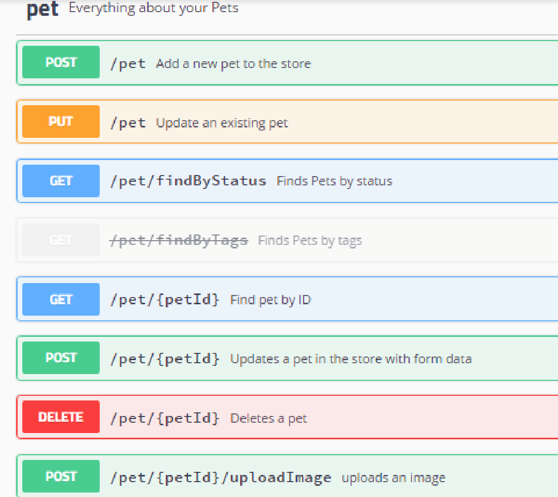 pet Everything about your Pets
POST /pet Add a new pet to the store
PUT /pet Update an existing pet
GET /pet/findByStatus Finds Pets by status
GET /pet/findByTags Finds Pets by tags
GET /pet/{petId} Find pet by ID
POST /pet/{petId} Updates a pet in the store with form data
DELETE /pet/{petId} Deletes a pet
POST /pet/{petId}/uploadImage uploads an image